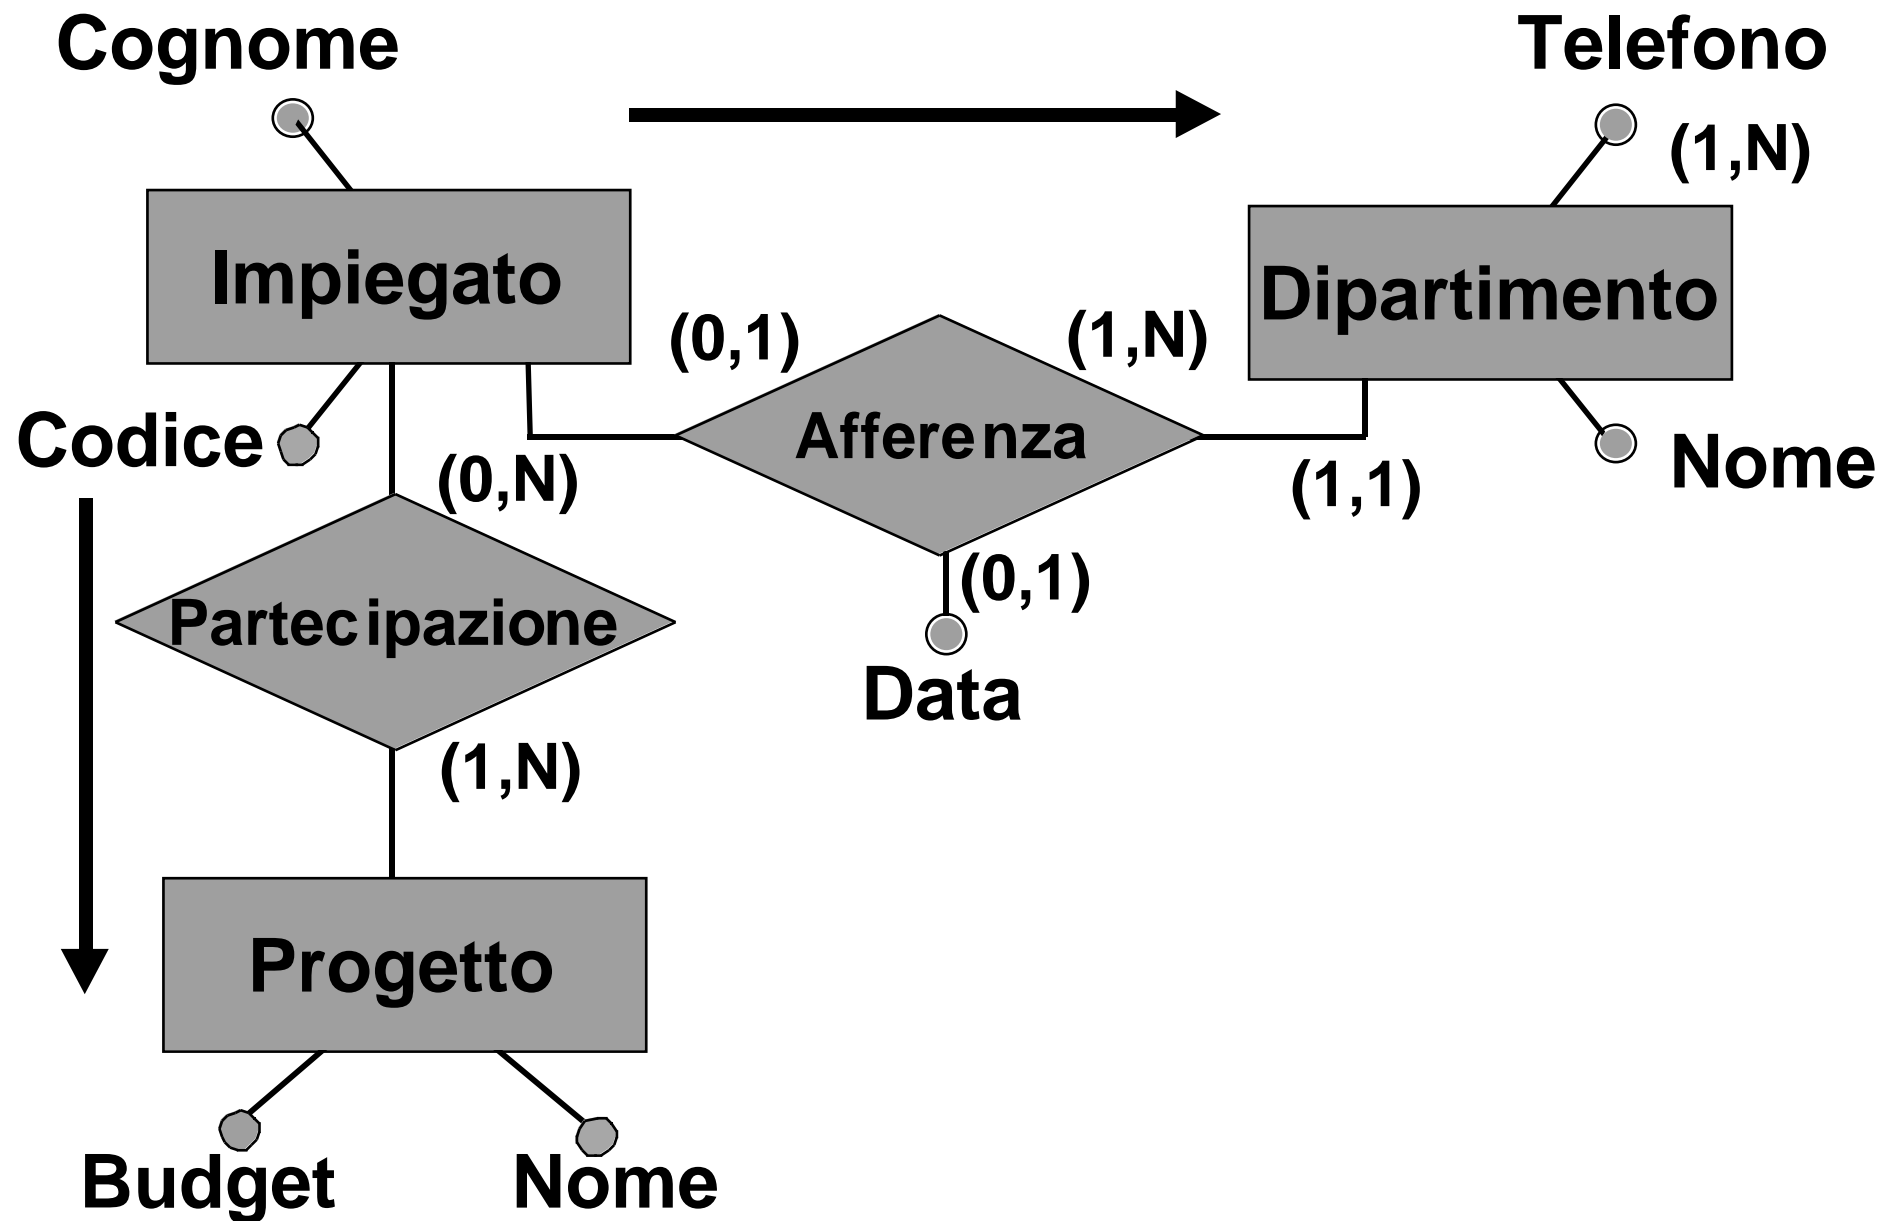 Cognome
Telefono
(1,N)
Impiegato
Dipartimento
(0,1)
(1,N)
Afferenza
Codice
(0,N)
(1,1)
Nome
(0,1)
Partecipazione
Data
(1,N)
Progetto
Budget
Nome